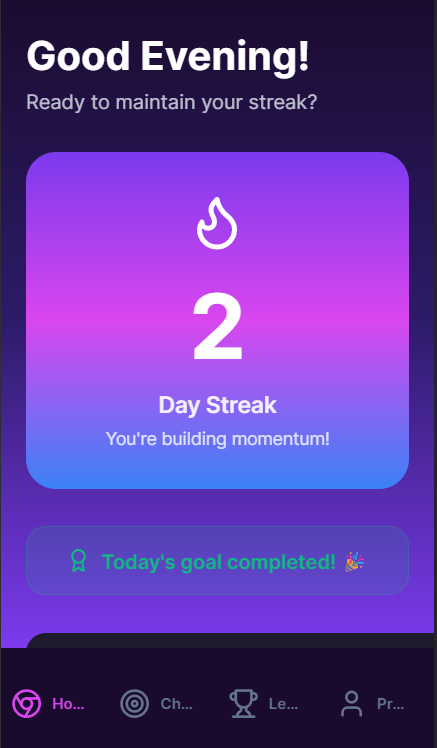 Good Evening!
Ready to maintain your streak?
2
Day Streak
You're building momentum!
Today's goal completed! 🎉
Ho...
Ch...
Le...
Pr...